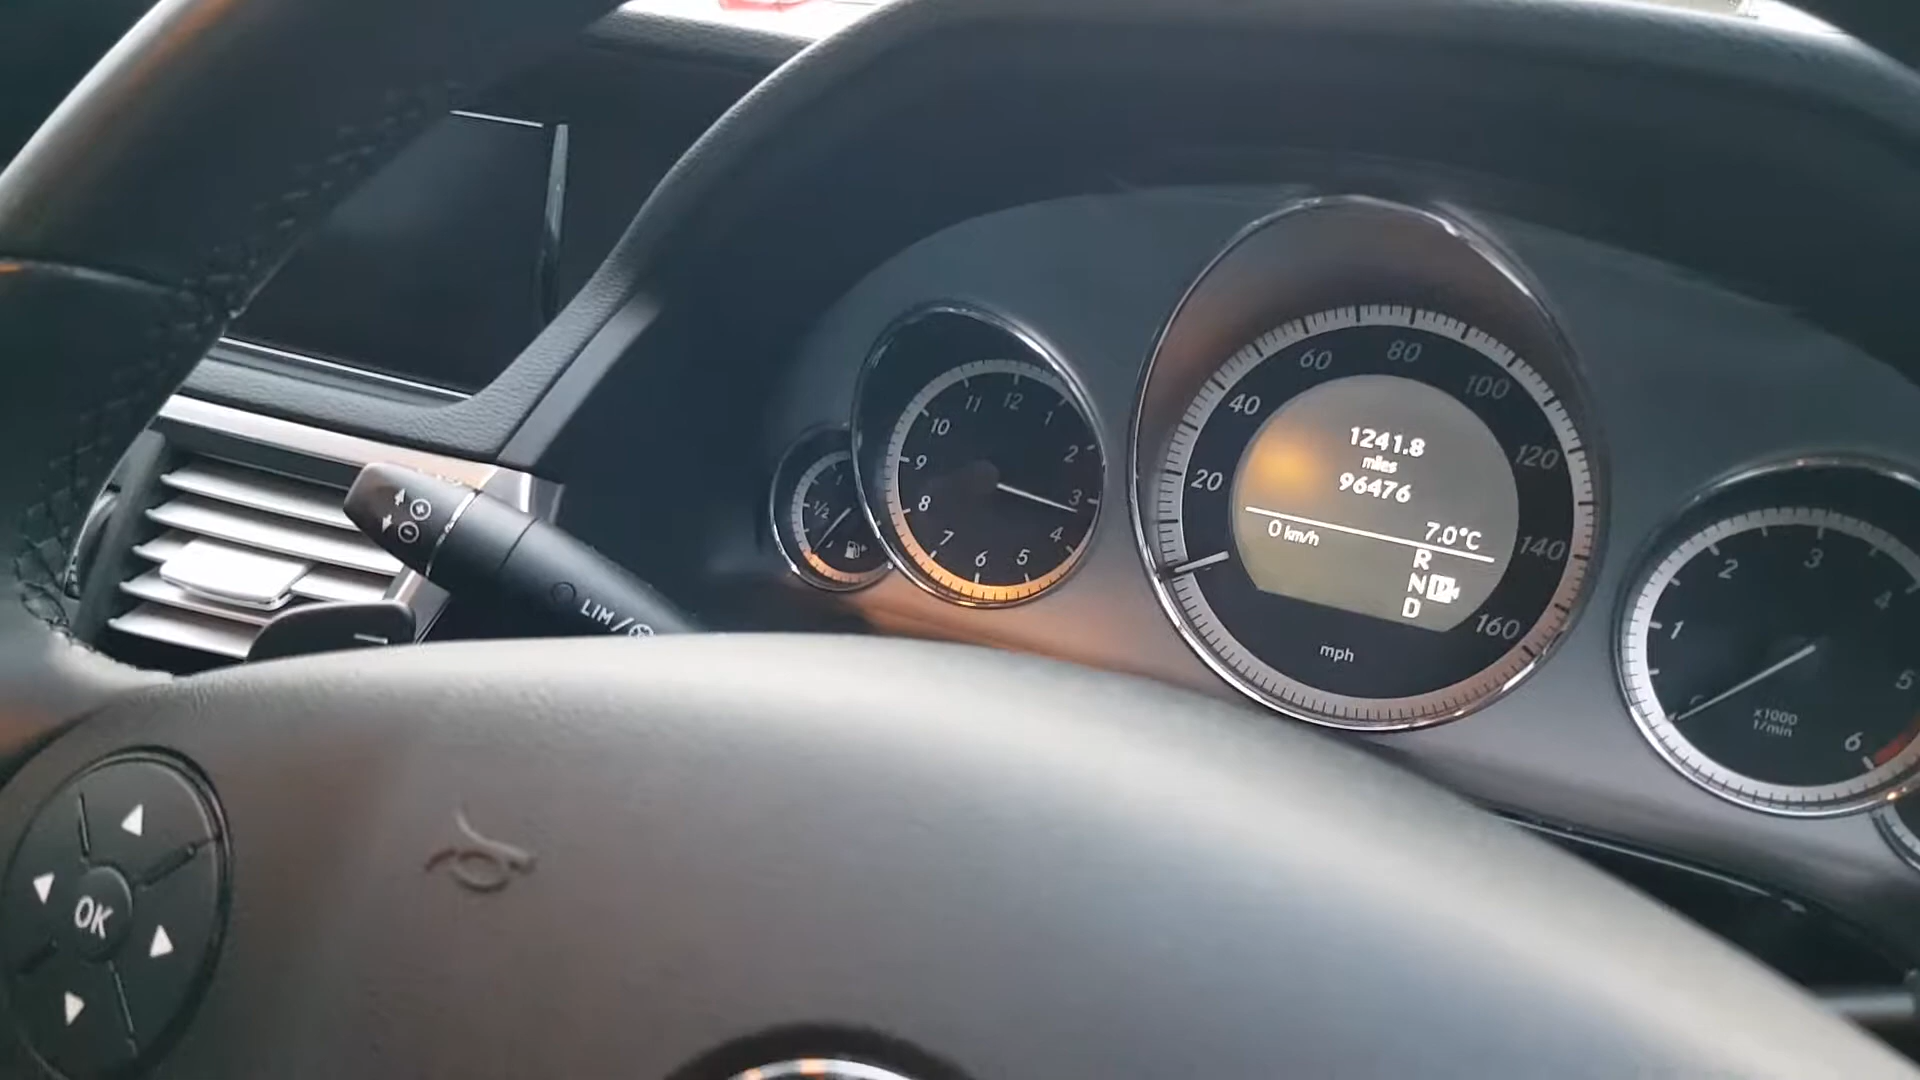 1
1/2
11 12 1
10 2
9 3
8 4
7 6 5
60 80
40 100
20 120
140
160
1241.8
miles
96476
7.0°C
0 km/h
R
N P
D
mph
2 3 4
1 5
6
x1000
1/min
LIM/
OK